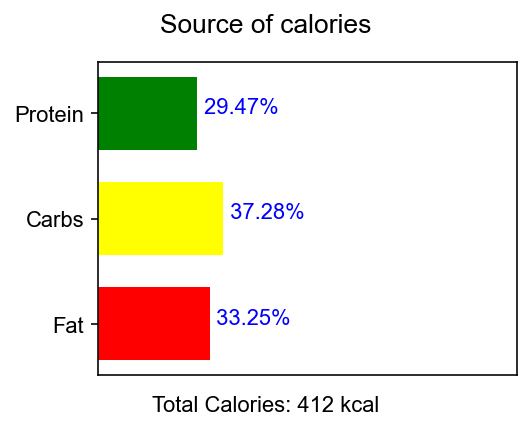 Source of calories
Protein 29.47%
Carbs 37.28%
Fat 33.25%
Total Calories: 412 kcal